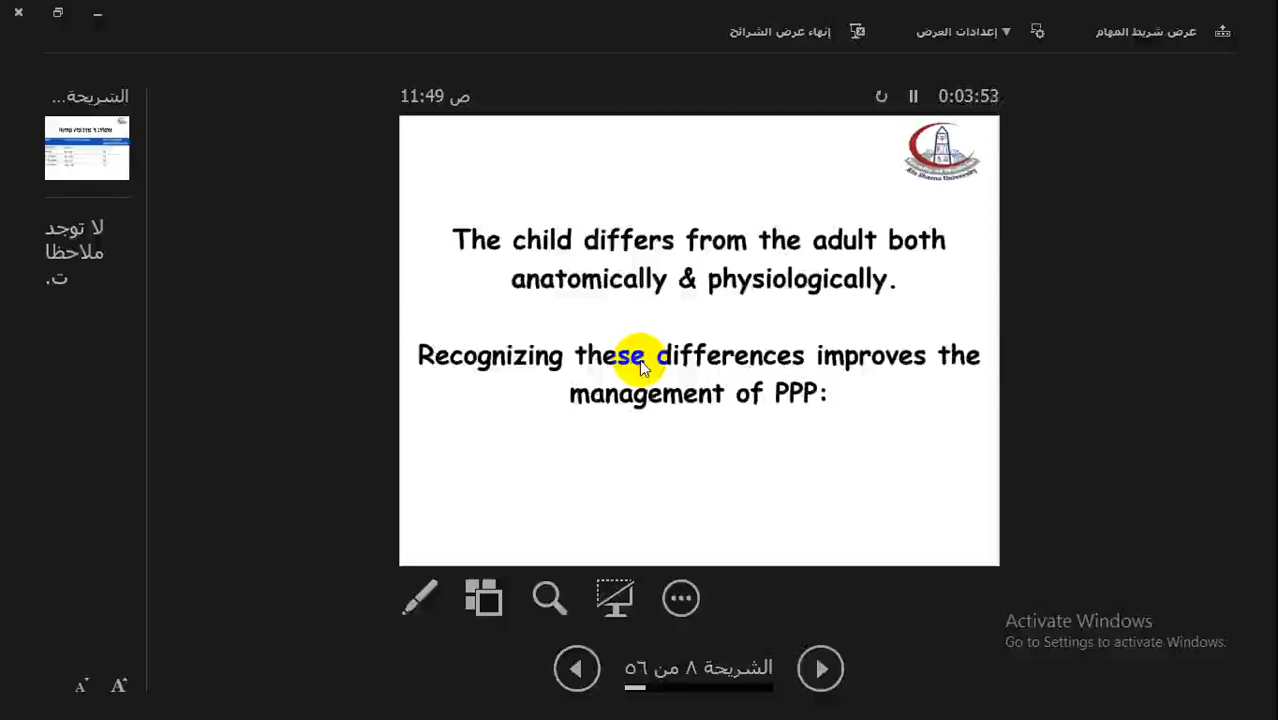 عرض شريط المهام
إعدادات العرض
إنهاء عرض الشرائح
الشريحة...
ص 11:49
0:03:53
Ain Shams University
The child differs from the adult both
anatomically & physiologically.
Recognizing these differences improves the
management of PPP:
لا توجد
ملاحظا
ت.
Activate Windows
Go to Settings to activate Windows.
الشريحة ٨ من ٥٦
A A